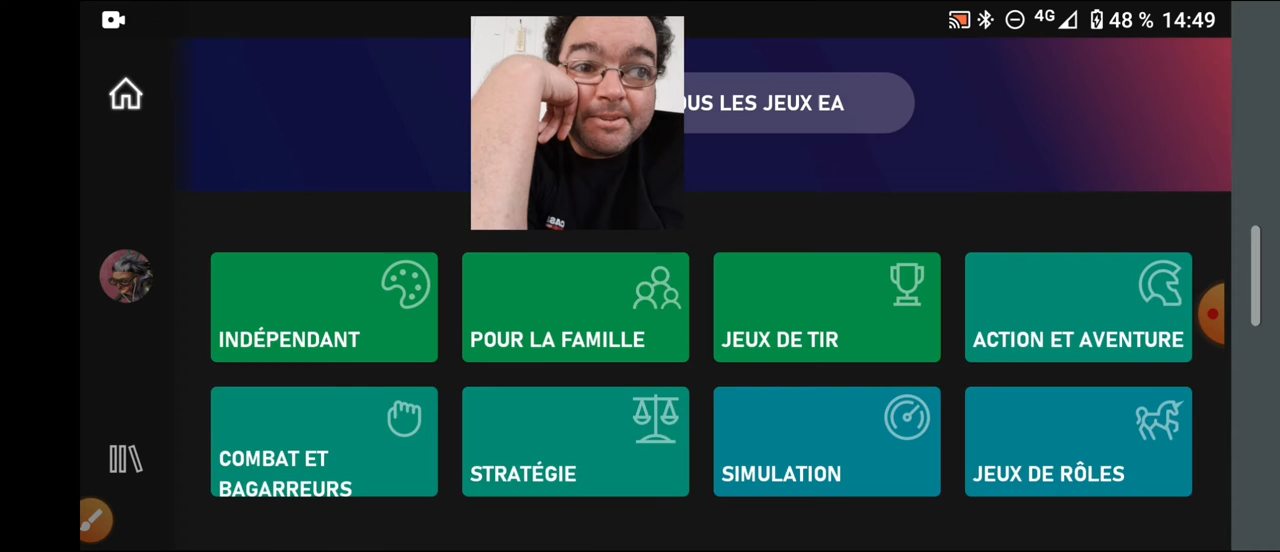 4G 48 % 14:49
OUS LES JEUX EA
INDÉPENDANT
POUR LA FAMILLE
JEUX DE TIR
ACTION ET AVENTURE
COMBAT ET
BAGARREURS
STRATÉGIE
SIMULATION
JEUX DE RÔLES